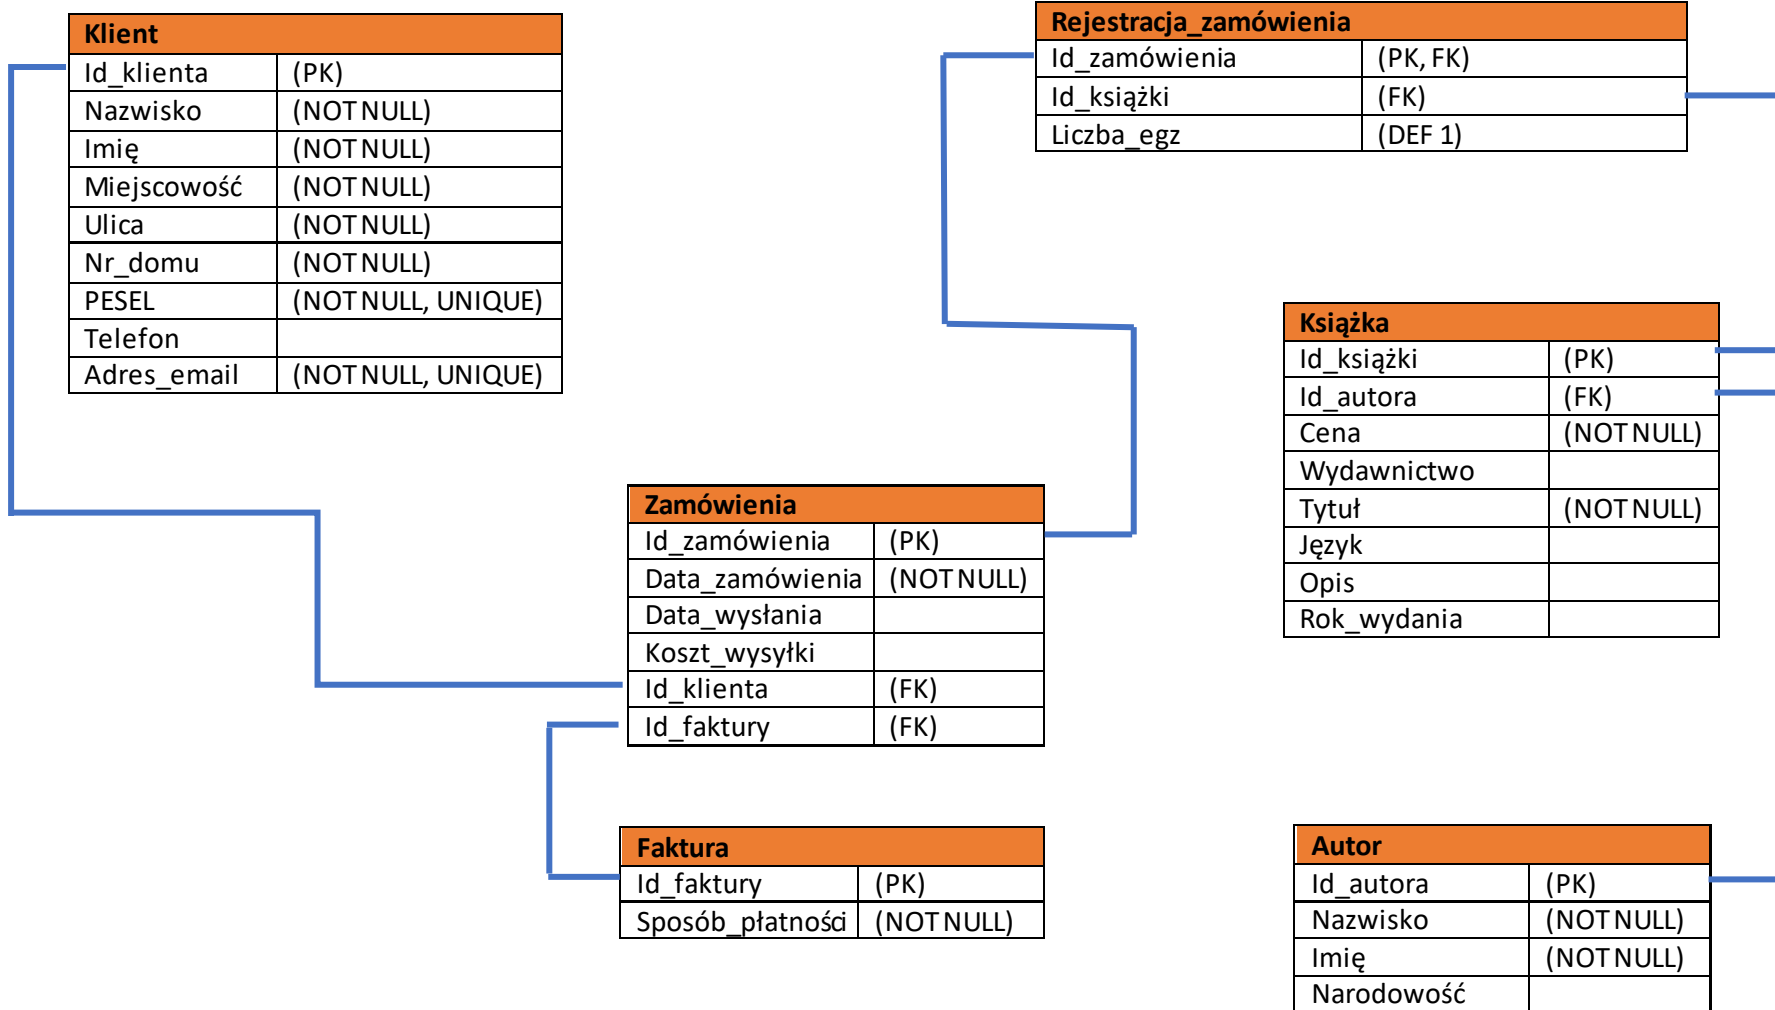 Klient
Id_klienta (PK)
Nazwisko (NOT NULL)
Imię (NOT NULL)
Miejscowość (NOT NULL)
Ulica (NOT NULL)
Nr_domu (NOT NULL)
PESEL (NOT NULL, UNIQUE)
Telefon
Adres_email (NOT NULL, UNIQUE)
Rejestracja_zamówienia
Id_zamówienia (PK, FK)
Id_książki (FK)
Liczba_egz (DEF 1)
Książka
Id_książki (PK)
Id_autora (FK)
Cena (NOT NULL)
Wydawnictwo
Tytuł (NOT NULL)
Język
Opis
Rok_wydania
Zamówienia
Id_zamówienia (PK)
Data_zamówienia (NOT NULL)
Data_wysłania
Koszt_wysyłki
Id_klienta (FK)
Id_faktury (FK)
Faktura
Id_faktury (PK)
Sposób_płatności (NOT NULL)
Autor
Id_autora (PK)
Nazwisko (NOT NULL)
Imię (NOT NULL)
Narodowość